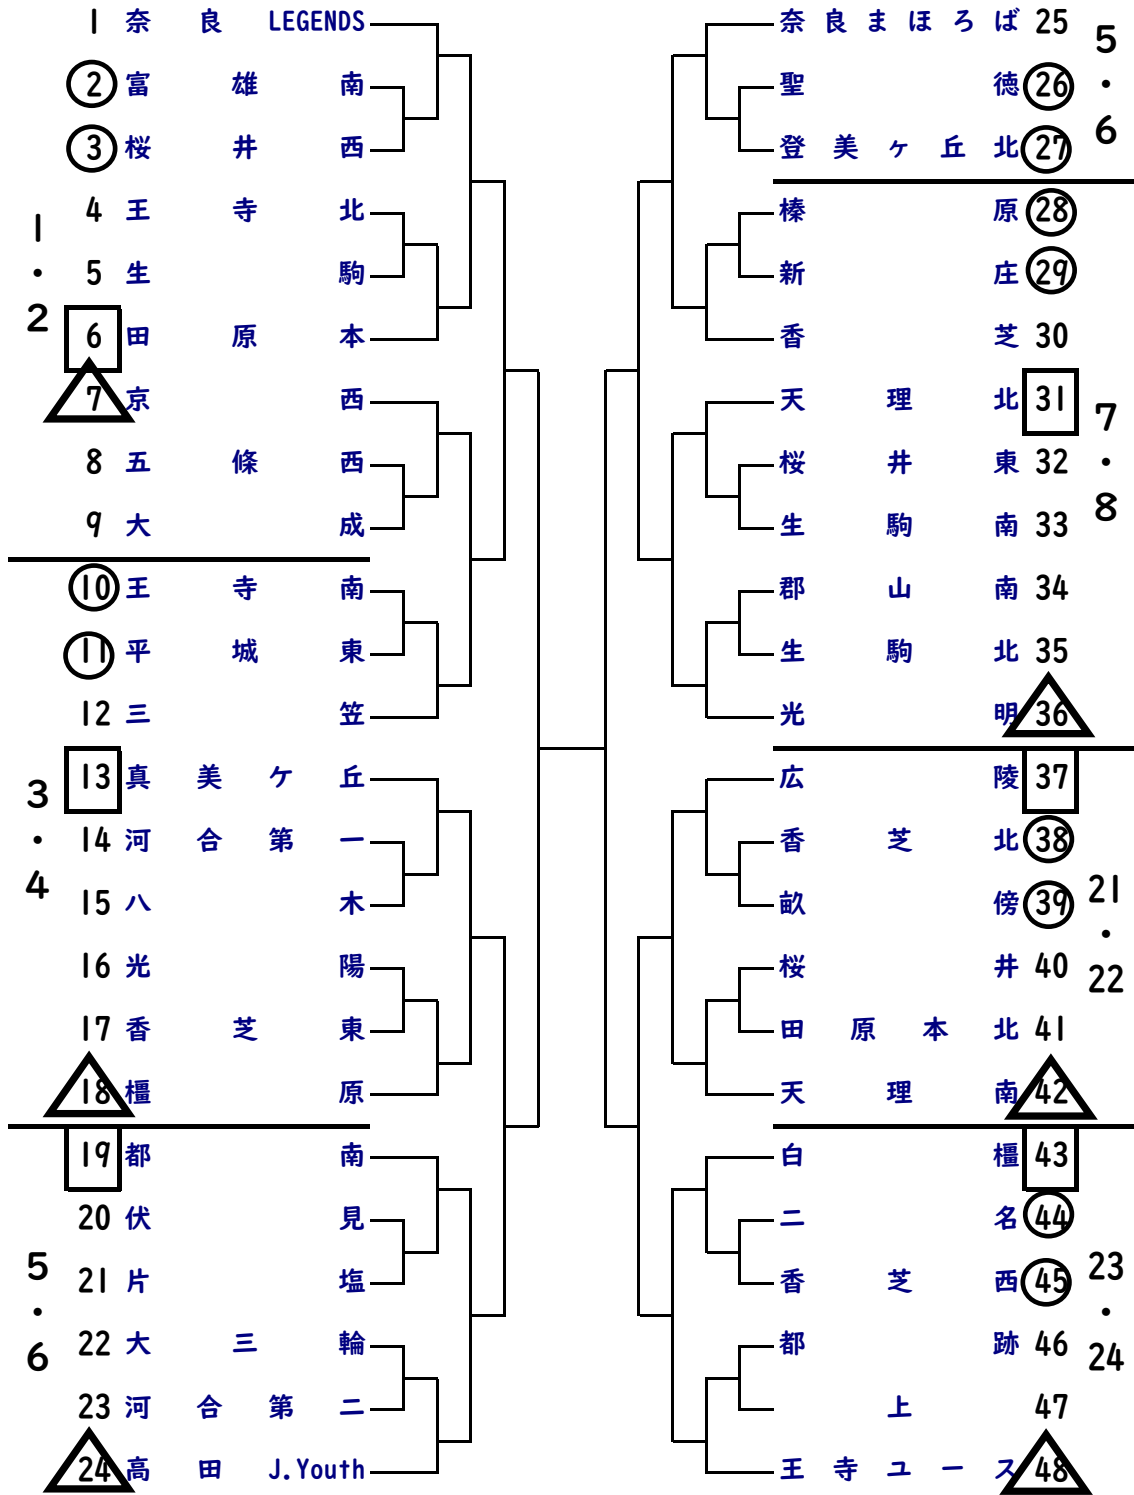 1 奈良LEGENDS
2 富雄南
3 桜井西
4 王寺北
5 生駒
6 田原本
7 京西
8 五條西
9 大成
1・2
10 王寺南
11 平城東
12 三笠
13 真美ケ丘
14 河合第一
15 八木
16 光陽
17 香芝東
18 橿原
3・4
19 都南
20 伏見
21 片塩
22 大三輪
23 河合第二
24 高田J.Youth
5・6
奈良まほろば 25
聖徳 26
登美ヶ丘北 27
5・6
榛原 28
新庄 29
香芝 30
天理北 31
桜井東 32
生駒南 33
郡山南 34
生駒北 35
光明 36
7・8
広陵 37
香芝北 38
畝傍 39
桜井 40
田原本北 41
天理南 42
21・22
白橿 43
二名 44
香芝西 45
都跡 46
上 47
王寺ユース 48
23・24